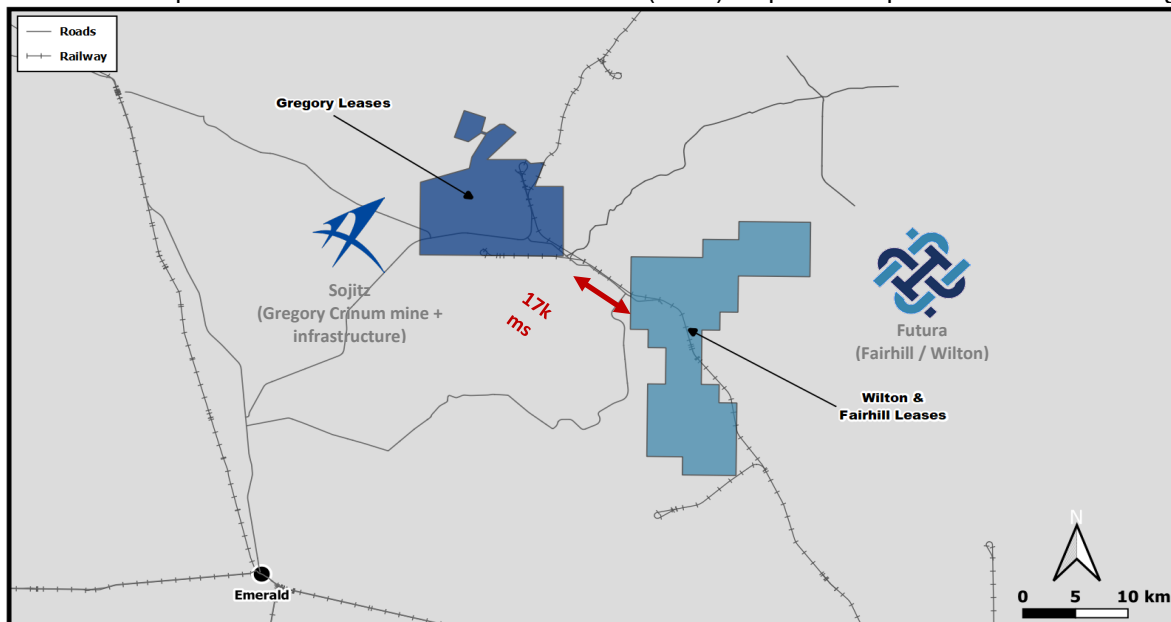 Roads
Railway
Gregory Leases
Sojitz
(Gregory Crinum mine +
infrastructure)
17k
ms
Futura
(Fairhill / Wilton)
Wilton &
Fairhill Leases
Emerald
N
0 5 10 km